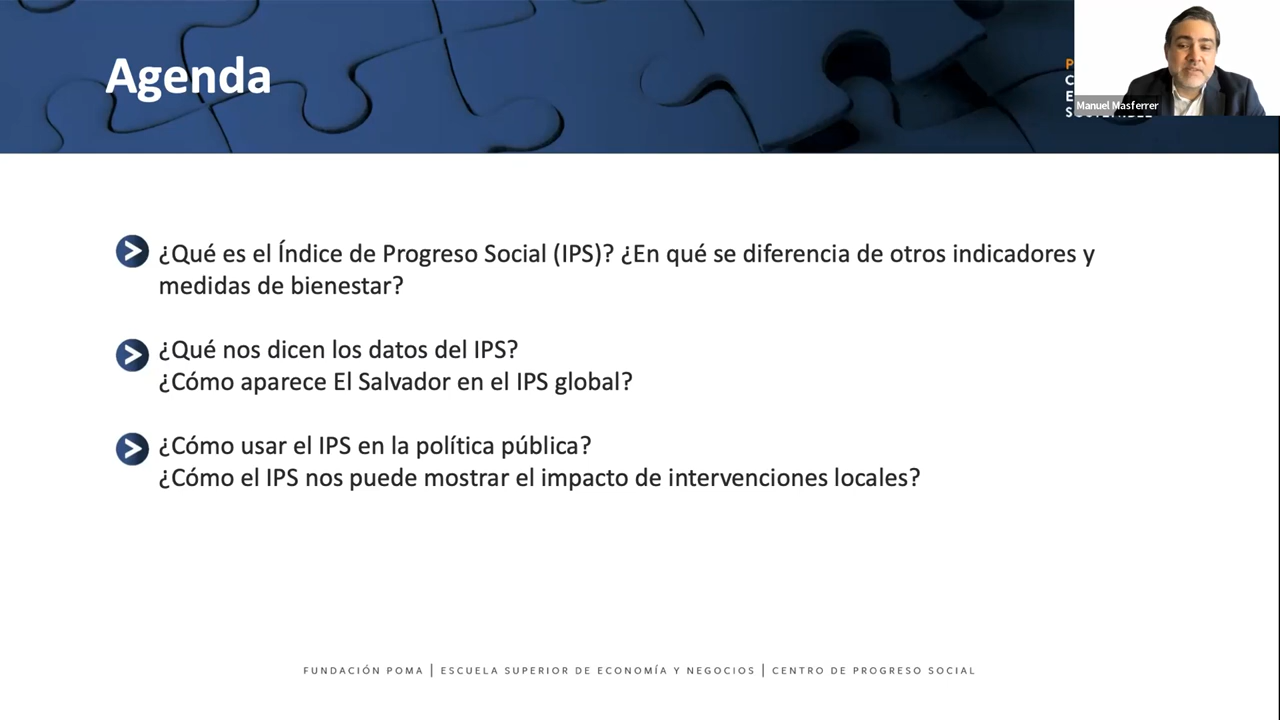 Agenda
Manuel Masferrer
¿Qué es el Índice de Progreso Social (IPS)? ¿En qué se diferencia de otros indicadores y
medidas de bienestar?
¿Qué nos dicen los datos del IPS?
¿Cómo aparece El Salvador en el IPS global?
¿Cómo usar el IPS en la política pública?
¿Cómo el IPS nos puede mostrar el impacto de intervenciones locales?
FUNDACIÓN POMA | ESCUELA SUPERIOR DE ECONOMÍA Y NEGOCIOS | CENTRO DE PROGRESO SOCIAL